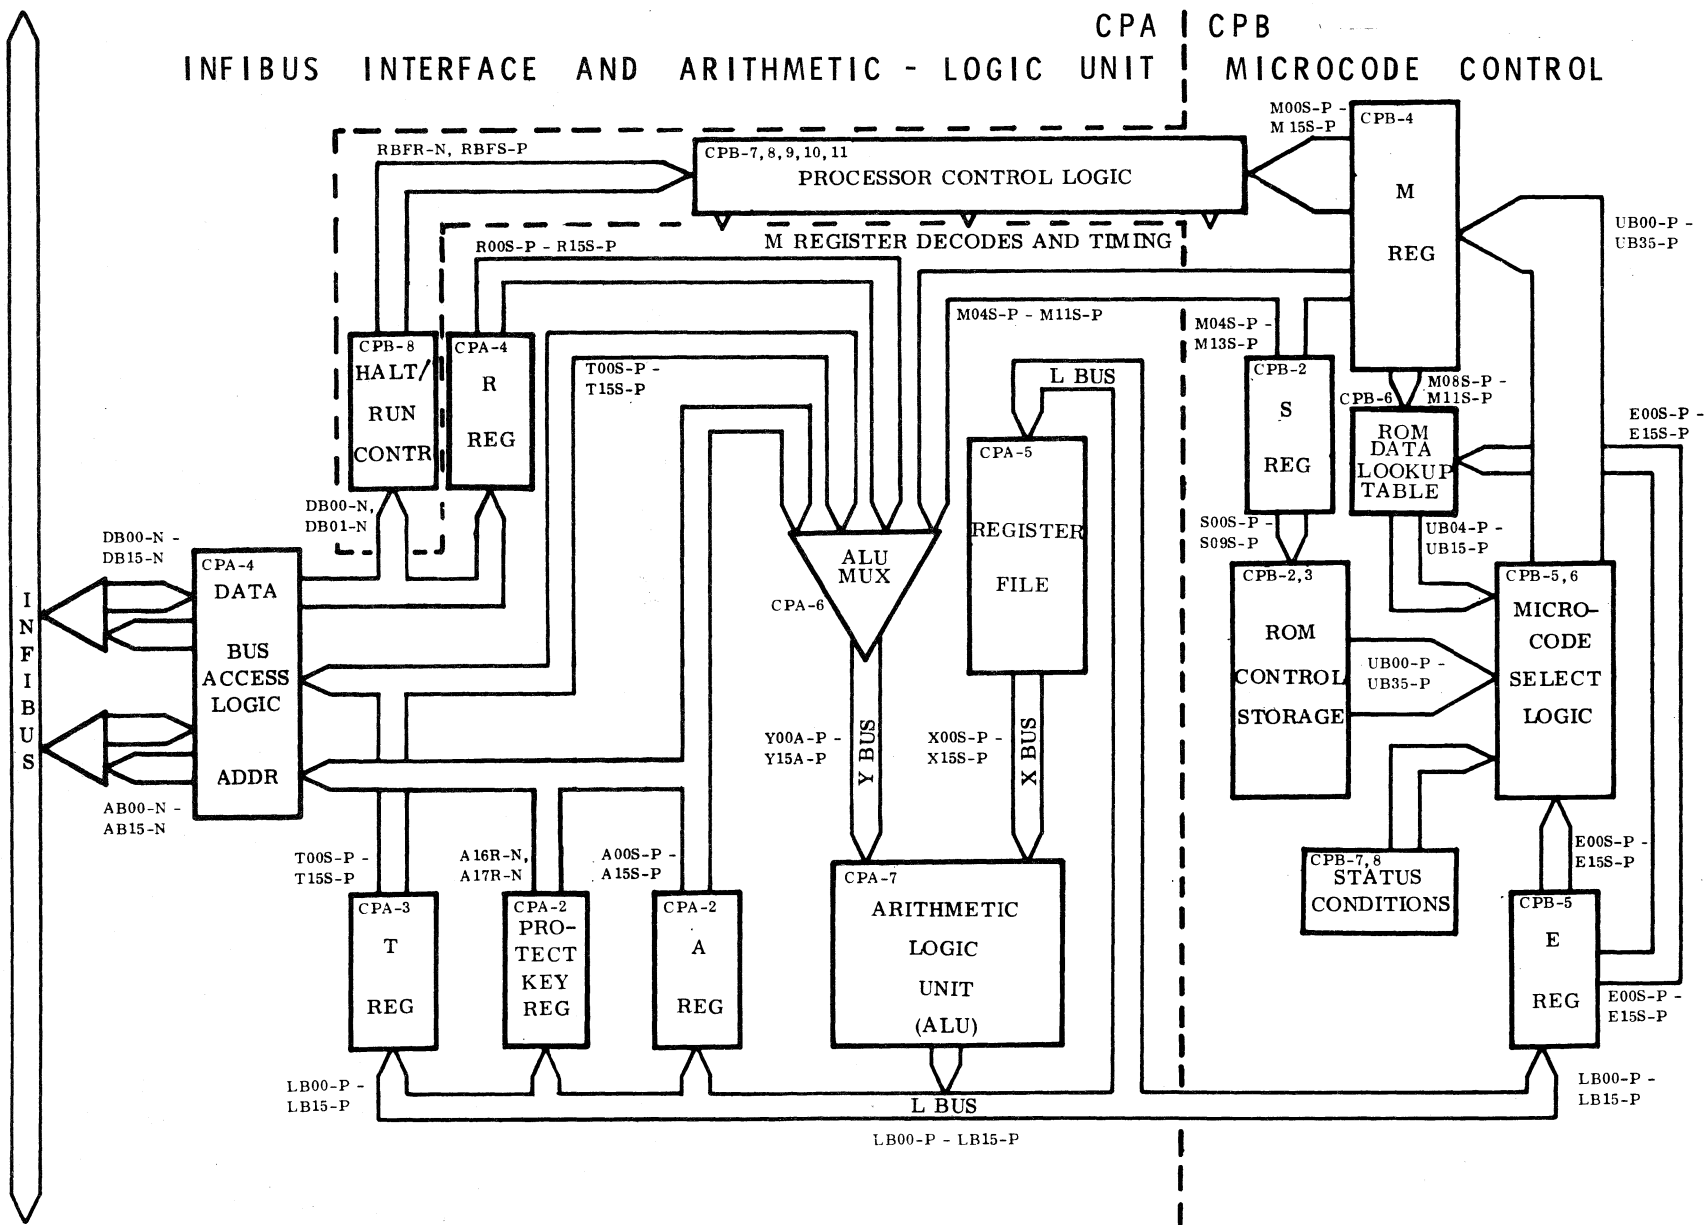 CPA CPB
INFIBUS INTERFACE AND ARITHMETIC - LOGIC UNIT
MICROCODE CONTROL
RBFR-N, RBFS-P
CPB-7, 8, 9, 10, 11
PROCESSOR CONTROL LOGIC
M REGISTER DECODES AND TIMING
M00S-P -
M15S-P
CPB-4
M
REG
UB00-P -
UB35-P
R00S-P - R15S-P
CPB-8
HALT/
RUN
CONTR
CPA-4
R
REG
T00S-P -
T15S-P
M04S-P - M11S-P
M04S-P -
M13S-P
L BUS
CPB-2
S
REG
M08S-P -
M11S-P
CPB-6
ROM
DATA
LOOKUP
TABLE
E00S-P -
E15S-P
DB00-N,
DB01-N
CPA-5
REGISTER
FILE
S00S-P -
S09S-P
UB04-P -
UB15-P
DB00-N -
DB15-N
CPA-4
DATA
BUS
ACCESS
LOGIC
ADDR
INFIBUS
AB00-N -
AB15-N
ALU
MUX
CPA-6
CPB-2, 3
ROM
CONTROL
STORAGE
UB00-P -
UB35-P
CPB-5, 6
MICRO-
CODE
SELECT
LOGIC
Y00A-P -
Y15A-P
Y BUS
X00S-P -
X15S-P
X BUS
T00S-P -
T15S-P
A16R-N,
A17R-N
A00S-P -
A15S-P
CPA-3
T
REG
CPA-2
PRO-
TECT
KEY
REG
CPA-2
A
REG
CPA-7
ARITHMETIC
LOGIC
UNIT
(ALU)
CPB-7, 8
STATUS
CONDITIONS
E00S-P -
E15S-P
CPB-5
E
REG
E00S-P -
E15S-P
LB00-P -
LB15-P
L BUS
LB00-P - LB15-P
LB00-P -
LB15-P